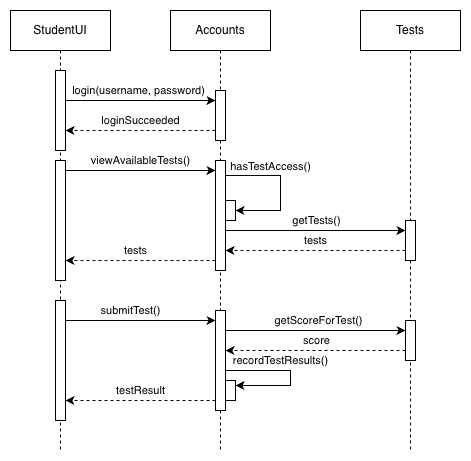 StudentUI
Accounts
Tests
login(username, password)
loginSucceeded
viewAvailableTests()
hasTestAccess()
getTests()
tests
tests
submitTest()
getScoreForTest()
score
recordTestResults()
testResult